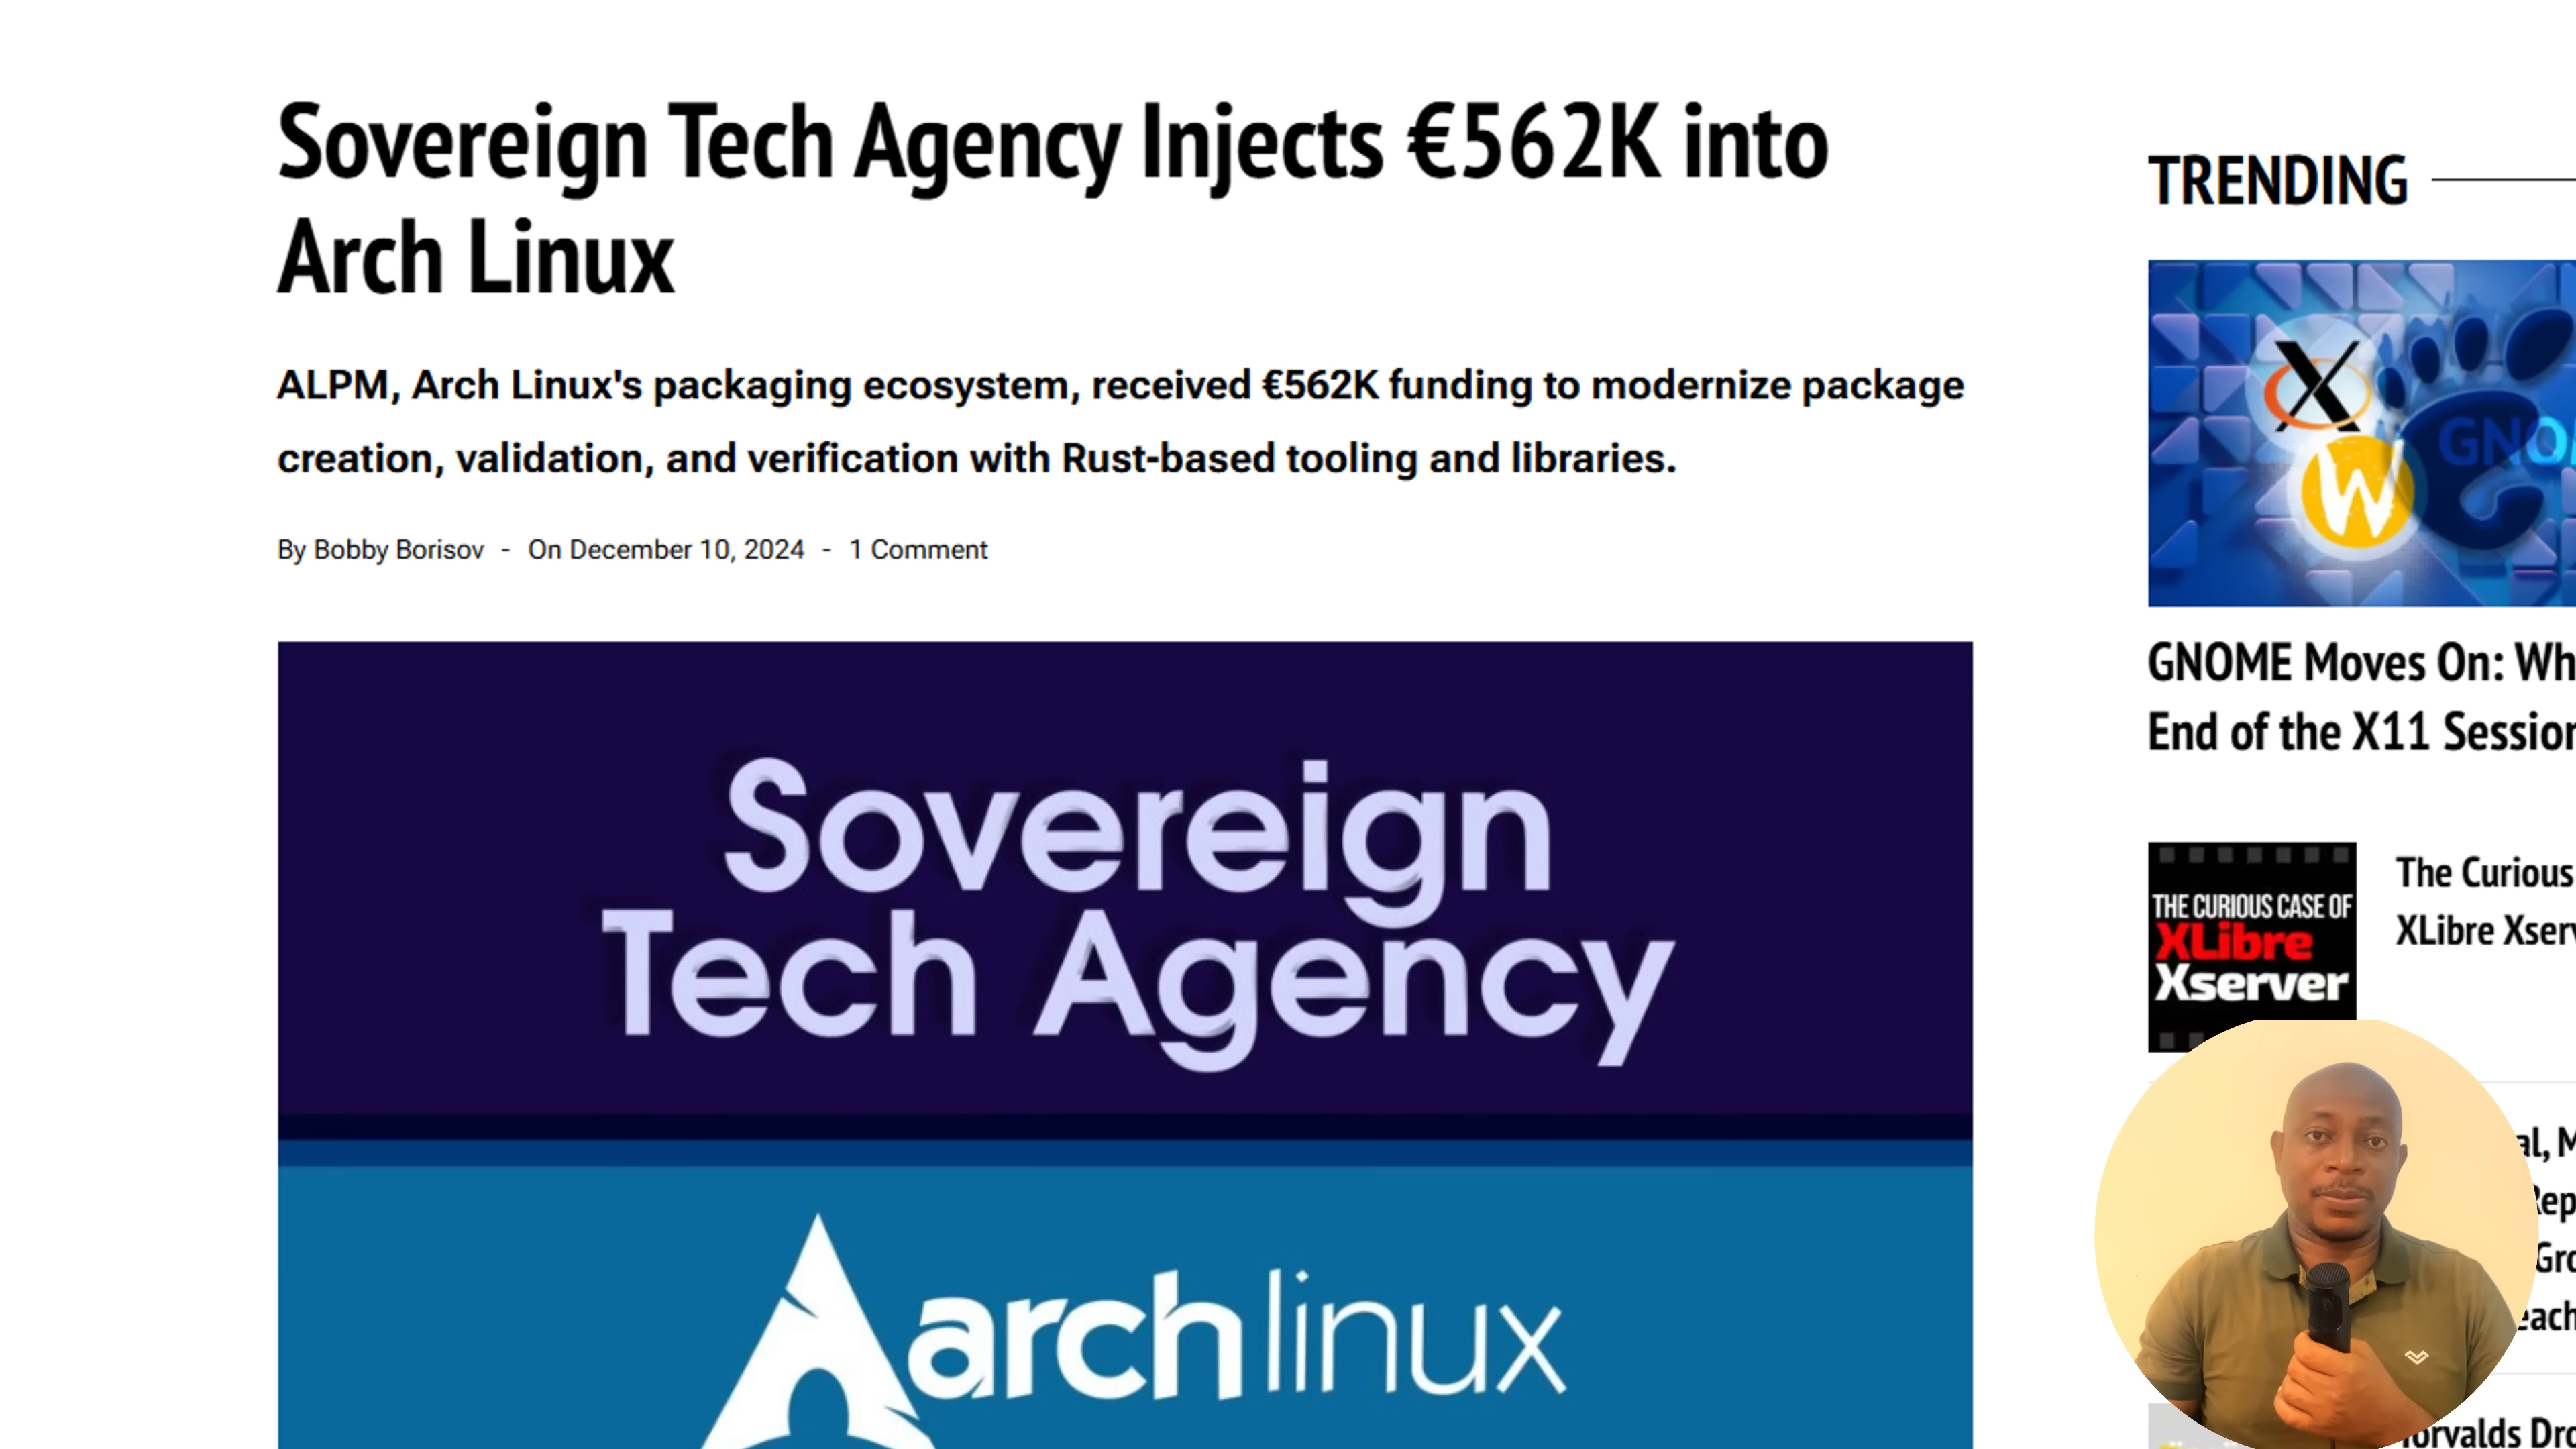 Sovereign Tech Agency Injects €562K into
Arch Linux
ALPM, Arch Linux's packaging ecosystem, received €562K funding to modernize package
creation, validation, and verification with Rust-based tooling and libraries.
By Bobby Borisov - On December 10, 2024 - 1 Comment
Sovereign
Tech Agency
arch linux
TRENDING
X
W
GNOME Moves On:
End of the X11
THE CURIOUS CASE OF
XLibre
Xserver
The Curious
XLibre